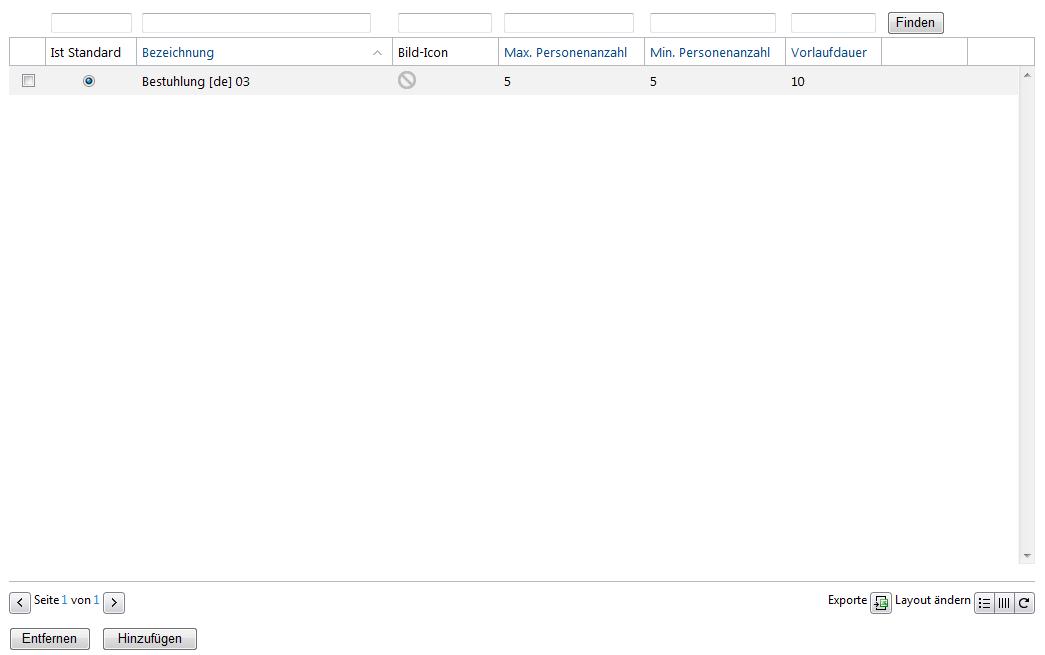 Finden
Ist Standard Bezeichnung Bild-Icon Max. Personenanzahl Min. Personenanzahl Vorlaufdauer
Bestuhlung [de] 03 5 5 10
Seite 1 von 1 Exporte Layout ändern
Entfernen Hinzufügen